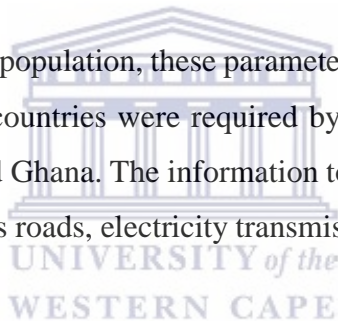 population, these paramete
countries were required by
l Ghana. The information to
s roads, electricity transmis
UNIVERSITY of the
WESTERN CAPE